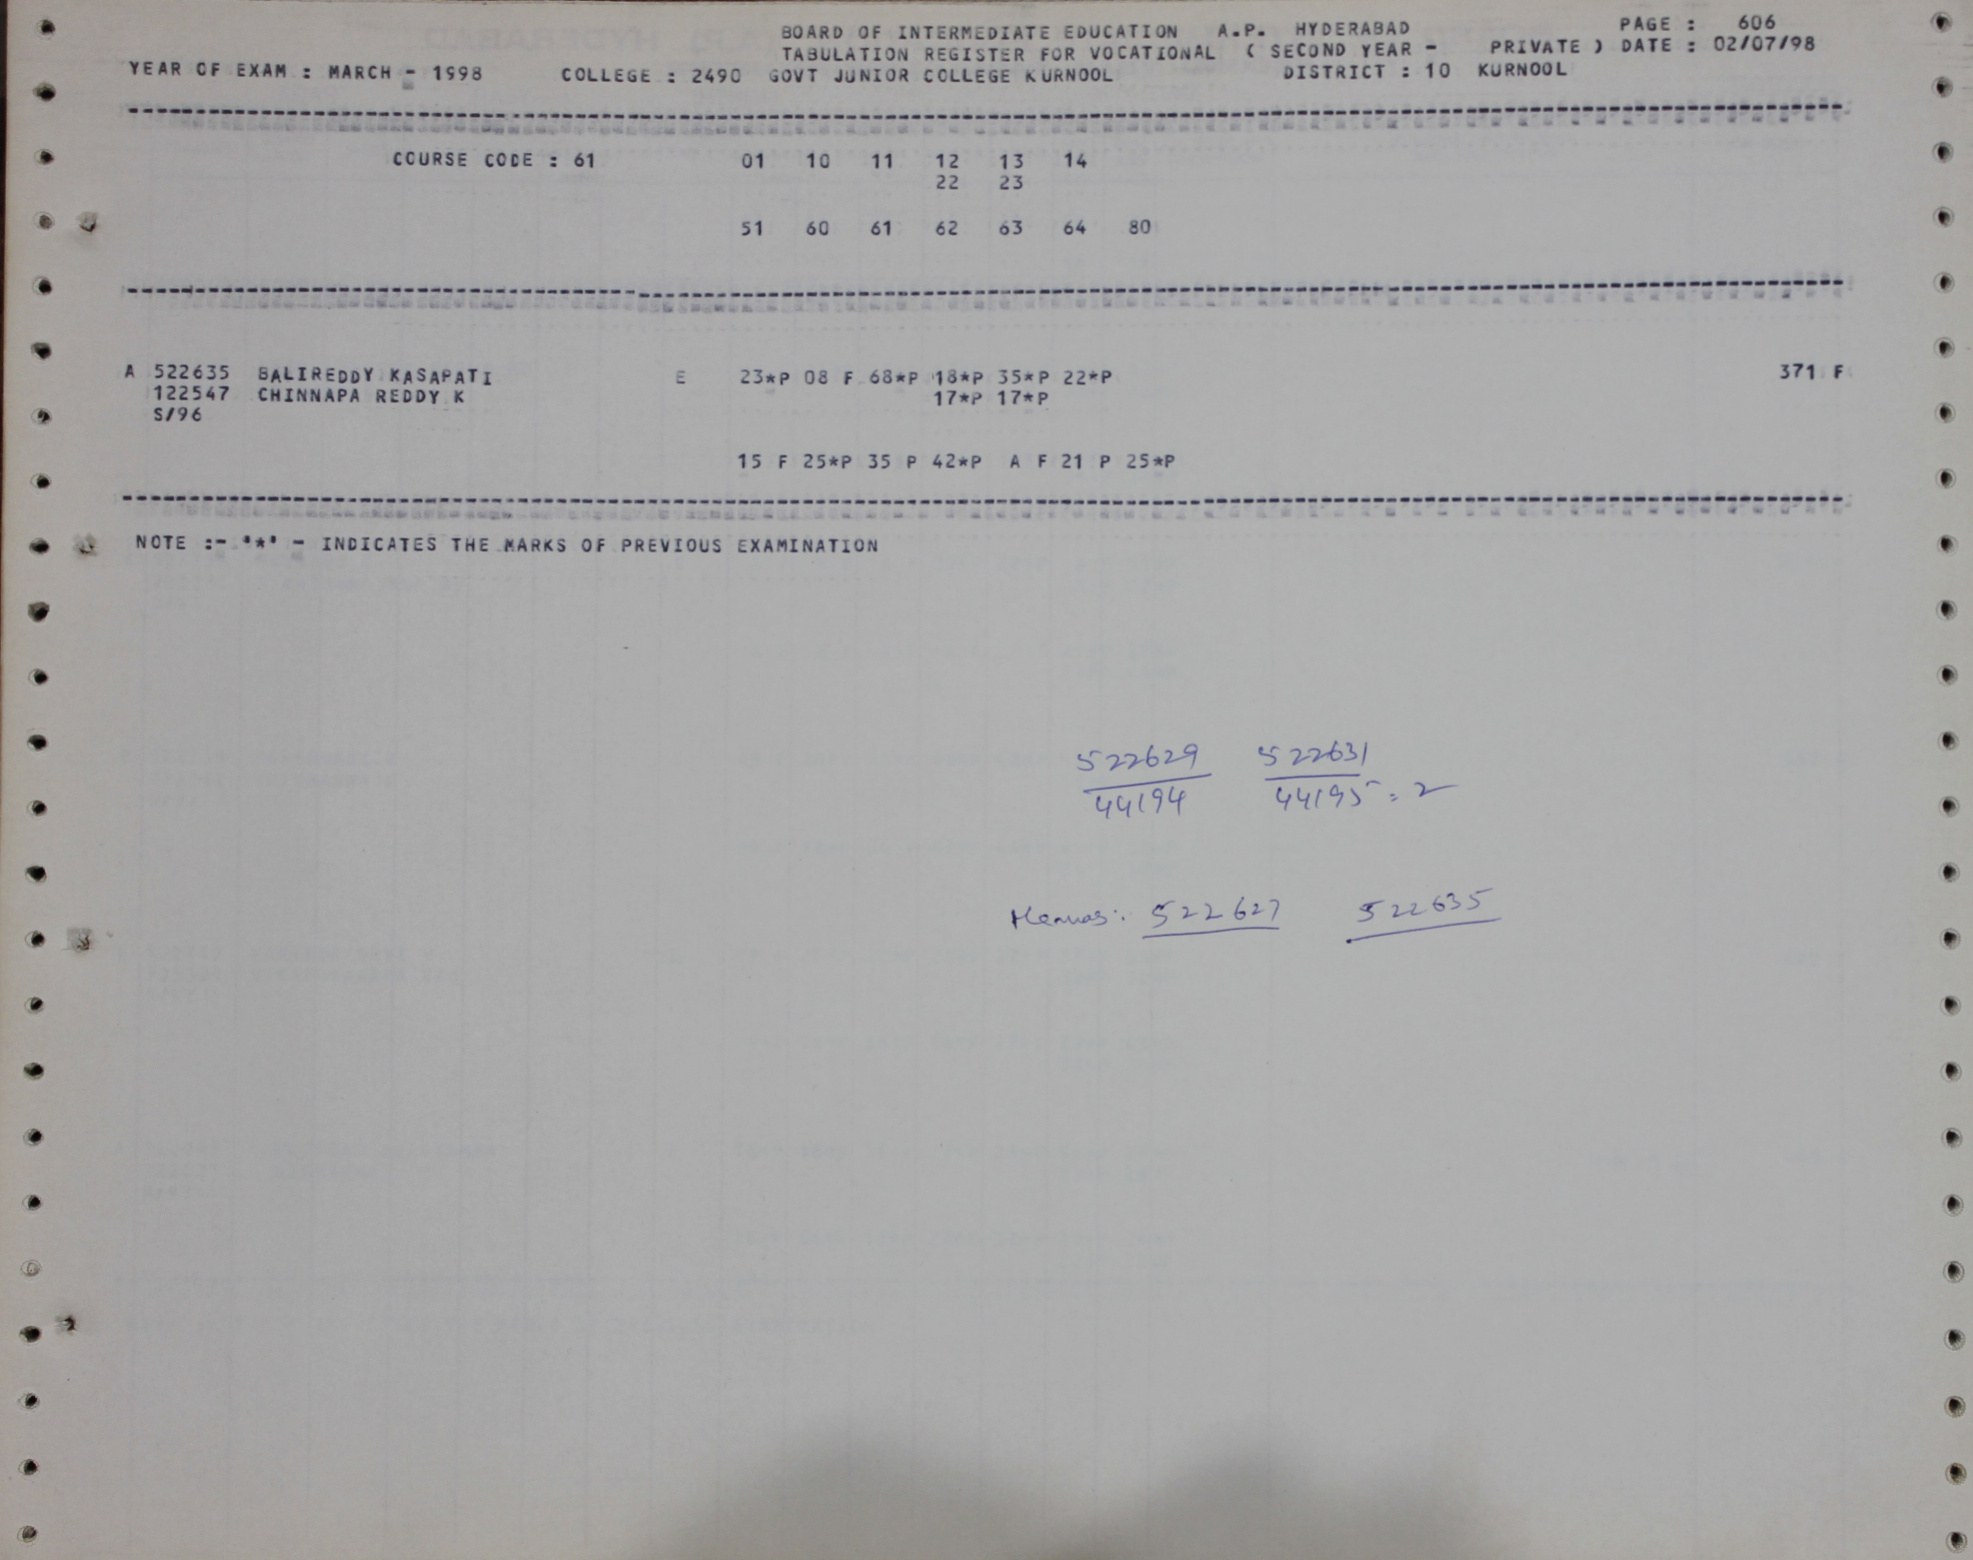 BOARD OF INTERMEDIATE EDUCATION A.P. HYDERABAD PAGE : 606
TABULATION REGISTER FOR VOCATIONAL ( SECOND YEAR - PRIVATE ) DATE : 02/07/98
YEAR OF EXAM : MARCH - 1998 COLLEGE : 2490 GOVT JUNIOR COLLEGE KURNOOL DISTRICT : 10 KURNOOL
COURSE CODE : 61 01 10 11 12 13 14
22 23
51 60 61 62 63 64 80
A 522635 BALIREDDY KASAPATI E 23*P 08 F 68*P 18*P 35*P 22*P 371 F
122547 CHINNAPA REDDY K 17*P 17*P
S/96
15 F 25*P 35 P 42*P A F 21 P 25*P
NOTE :- '*' - INDICATES THE MARKS OF PREVIOUS EXAMINATION
522629 522631
44194 44195 = 2
522627 522635